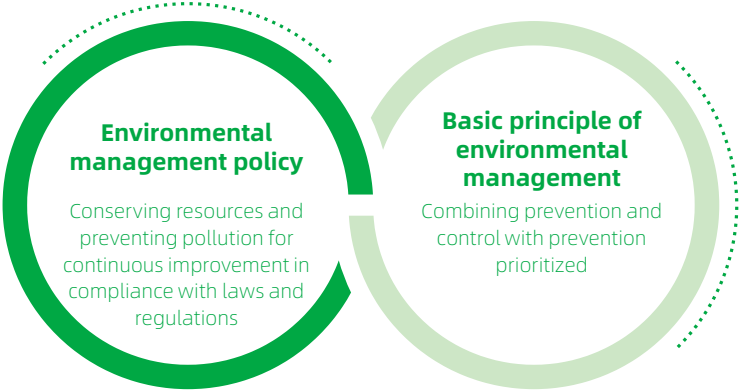 Environmental
management policy
Conserving resources and
preventing pollution for
continuous improvement in
compliance with laws and
regulations
Basic principle of
environmental
management
Combining prevention and
control with prevention
prioritized